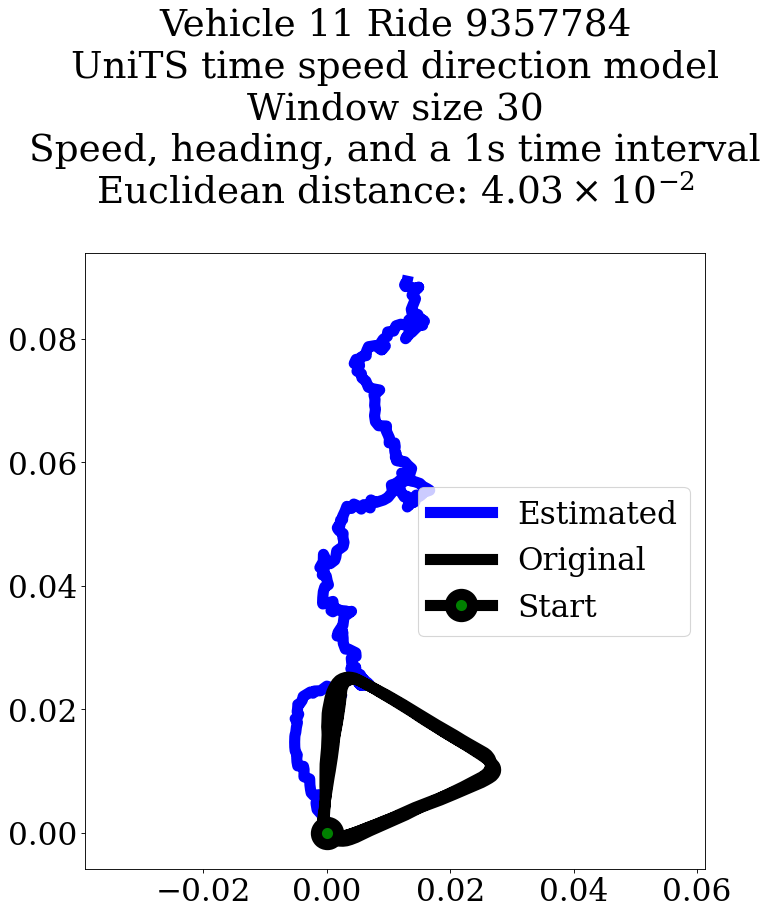 Vehicle 11 Ride 9357784
UniTS time speed direction model
Window size 30
Speed, heading, and a 1s time interval
Euclidean distance: 4.03 × 10⁻²
0.08
0.06
0.04
0.02
0.00
Estimated
Original
Start
−0.02 0.00 0.02 0.04 0.06